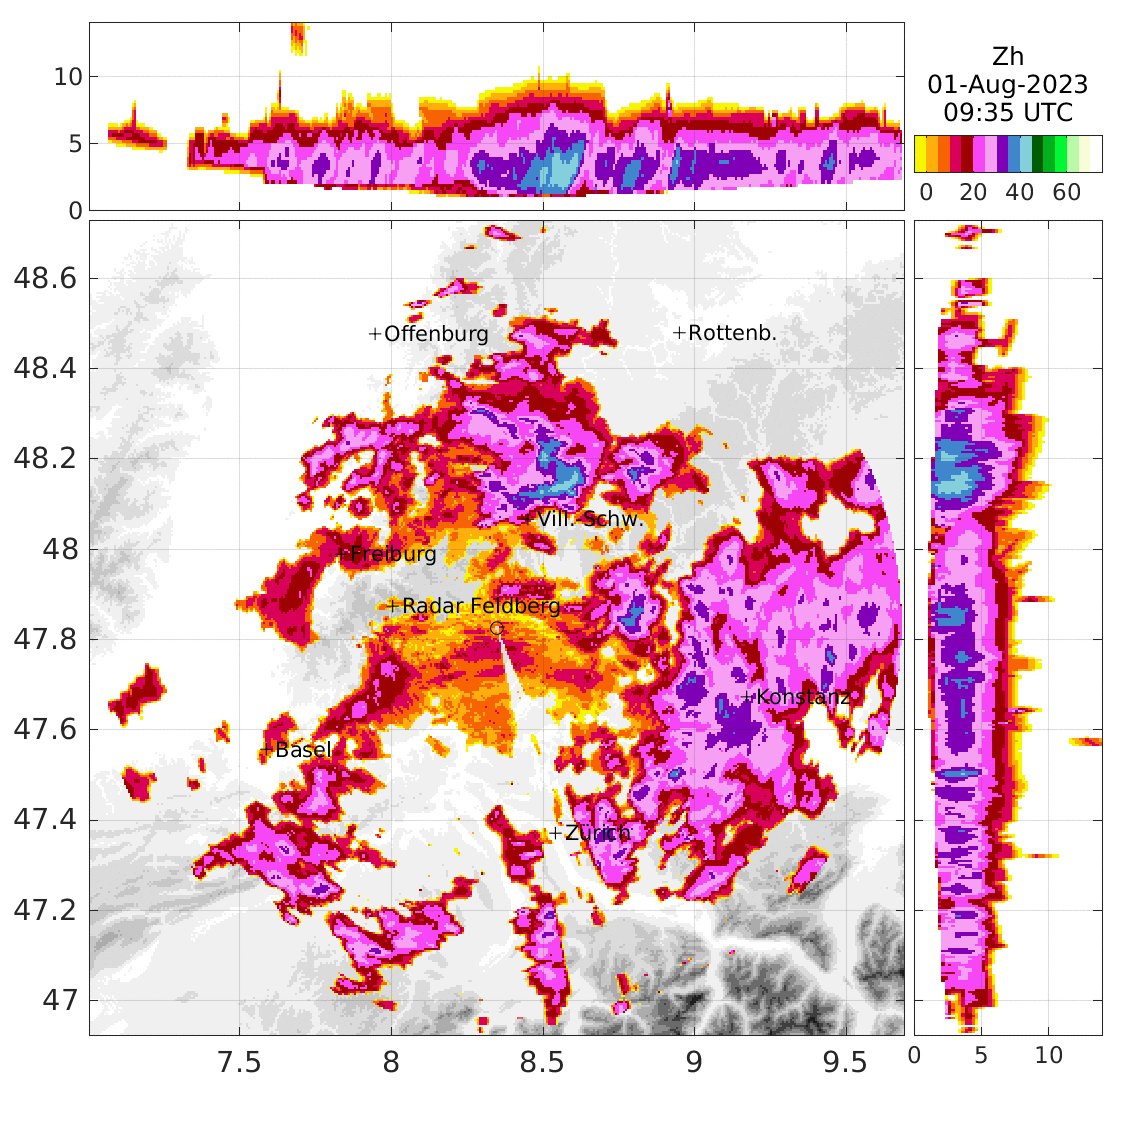 10
5
0
Zh
01-Aug-2023
09:35 UTC
0 20 40 60
48.6
48.4
48.2
48
47.8
47.6
47.4
47.2
47
+Offenburg
+Rottenb.
+Vill.-Schw.
+Freiburg
+Radar Feldberg
+Konstanz
+Basel
+Zürich
7.5 8 8.5 9 9.5
0 5 10